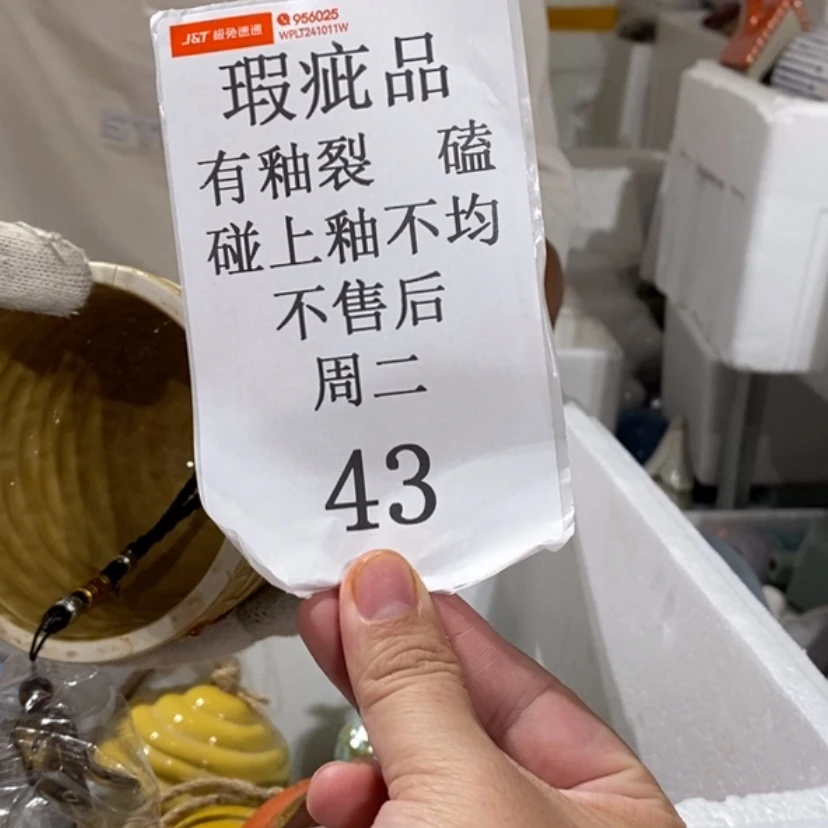 J&T 极兔速递
956025
WPLT241011W
瑕疵品
有釉裂 磕
碰上釉不均
不售后
周二
43